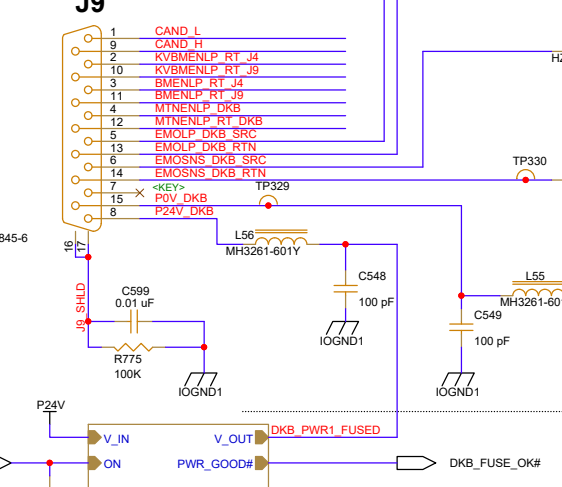 J9
1 CAND_L
9 CAND_H
2 KVBMENLP_RT_J4
10 KVBMENLP_RT_J9
3 BMENLP_RT_J4
11 BMENLP_RT_J9
4 MTNENLP_DKB
12 MTNENLP_RT_DKB
5 EMOLP_DKB_SRC
13 EMOLP_DKB_RTN
6 EMOSNS_DKB_SRC
14 EMOSNS_DKB_RTN
7 <KEY>
15 P0V_DKB
8 P24V_DKB
HZ
TP330
TP329
845-6
16
17
L56
MH3261-601Y
C548
100 pF
IOGND1
L55
MH3261-601
C549
100 pF
IOGND1
J9_SHLD
C599
0.01 uF
R775
100K
IOGND1
P24V
DKB_PWR1_FUSED
V_IN
V_OUT
ON
PWR_GOOD#
DKB_FUSE_OK#